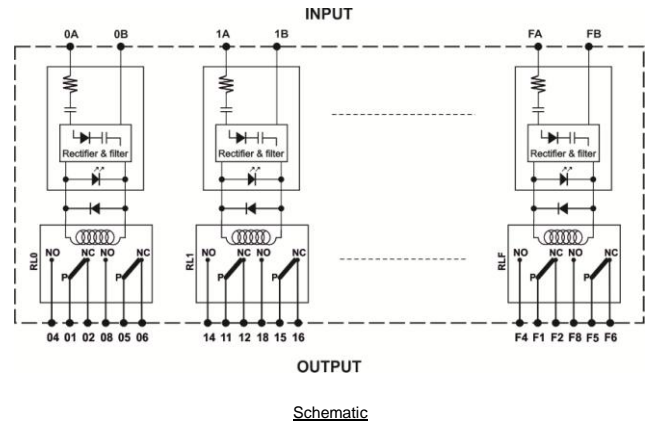 INPUT
0A 0B 1A 1B FA FB
Rectifier & filter Rectifier & filter Rectifier & filter
RL0 NO NC NO NC RL1 NO NC NO NC RLF NO NC NO NC
P P P P P P
04 01 02 08 05 06 14 11 12 18 15 16 F4 F1 F2 F8 F5 F6
OUTPUT
Schematic